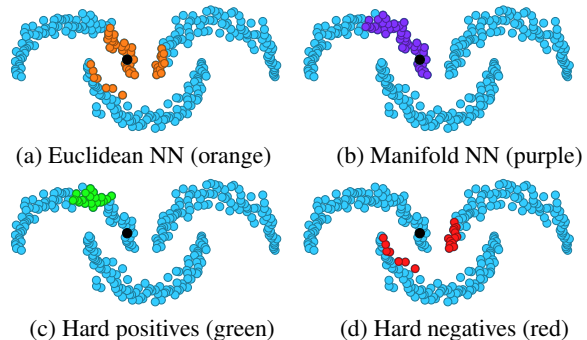 (a) Euclidean NN (orange)
(b) Manifold NN (purple)
(c) Hard positives (green)
(d) Hard negatives (red)